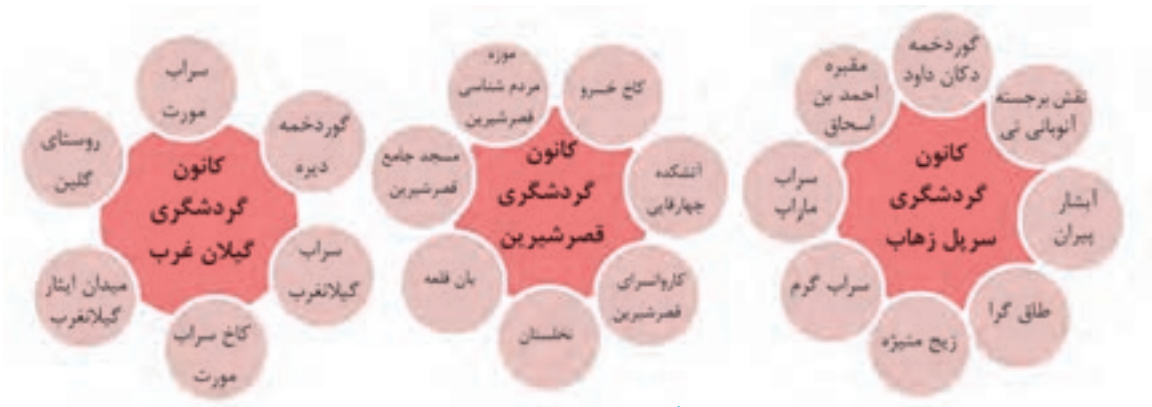 گوردخمه
دکان داود
نقش برجسته
آنوبانی نی
آبشار
پیران
طاق گرا
زیج منیژه
سراب گرم
سراب
ماراپ
مقبره
احمد بن
اسحاق
کانون
گردشگری
سرپل زهاب
کاخ خسرو
آتشکده
چهارقاپی
کاروانسرای
قصرشیرین
نخلستان
بان قلعه
مسجد جامع
قصرشیرین
موزه
مردم شناسی
قصرشیرین
کانون
گردشگری
قصرشیرین
سراب
مورت
گوردخمه
دیره
سراب
گیلانغرب
کاخ سراب
مورت
میدان ایثار
گیلانغرب
روستای
گلین
کانون
گردشگری
گیلان غرب